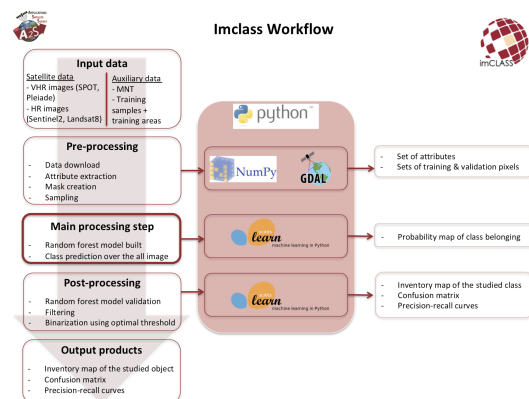 APPLICATIONS
SATELLITE
A2S
Imclass Workflow
imCLASS
Input data
Satellite data
- VHR images (SPOT,
Pleiade)
- HR images
(Sentinel2, Landsat8)
Auxiliary data
- MNT
- Training
samples +
training areas
python
Pre-processing
- Data download
- Attribute extraction
- Mask creation
- Sampling
NumPy
GDAL
- Set of attributes
- Sets of training & validation pixels
Main processing step
- Random forest model built
- Class prediction over the all image
scikit
learn
machine learning in Python
- Probability map of class belonging
Post-processing
- Random forest model validation
- Filtering
- Binarization using optimal threshold
scikit
learn
machine learning in Python
- Inventory map of the studied class
- Confusion matrix
- Precision-recall curves
Output products
- Inventory map of the studied object
- Confusion matrix
- Precision-recall curves